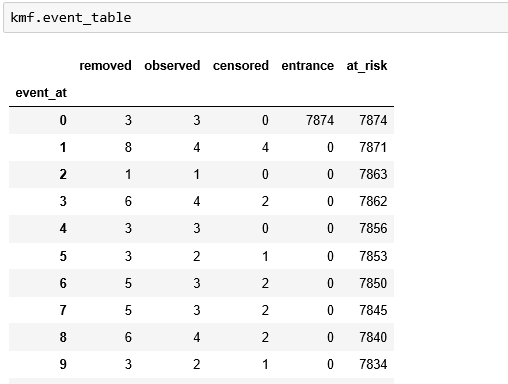 kmf.event_table
removed observed censored entrance at_risk
event_at
0 3 3 0 7874 7874
1 8 4 4 0 7871
2 1 1 0 0 7863
3 6 4 2 0 7862
4 3 3 0 0 7856
5 3 2 1 0 7853
6 5 3 2 0 7850
7 5 3 2 0 7845
8 6 4 2 0 7840
9 3 2 1 0 7834